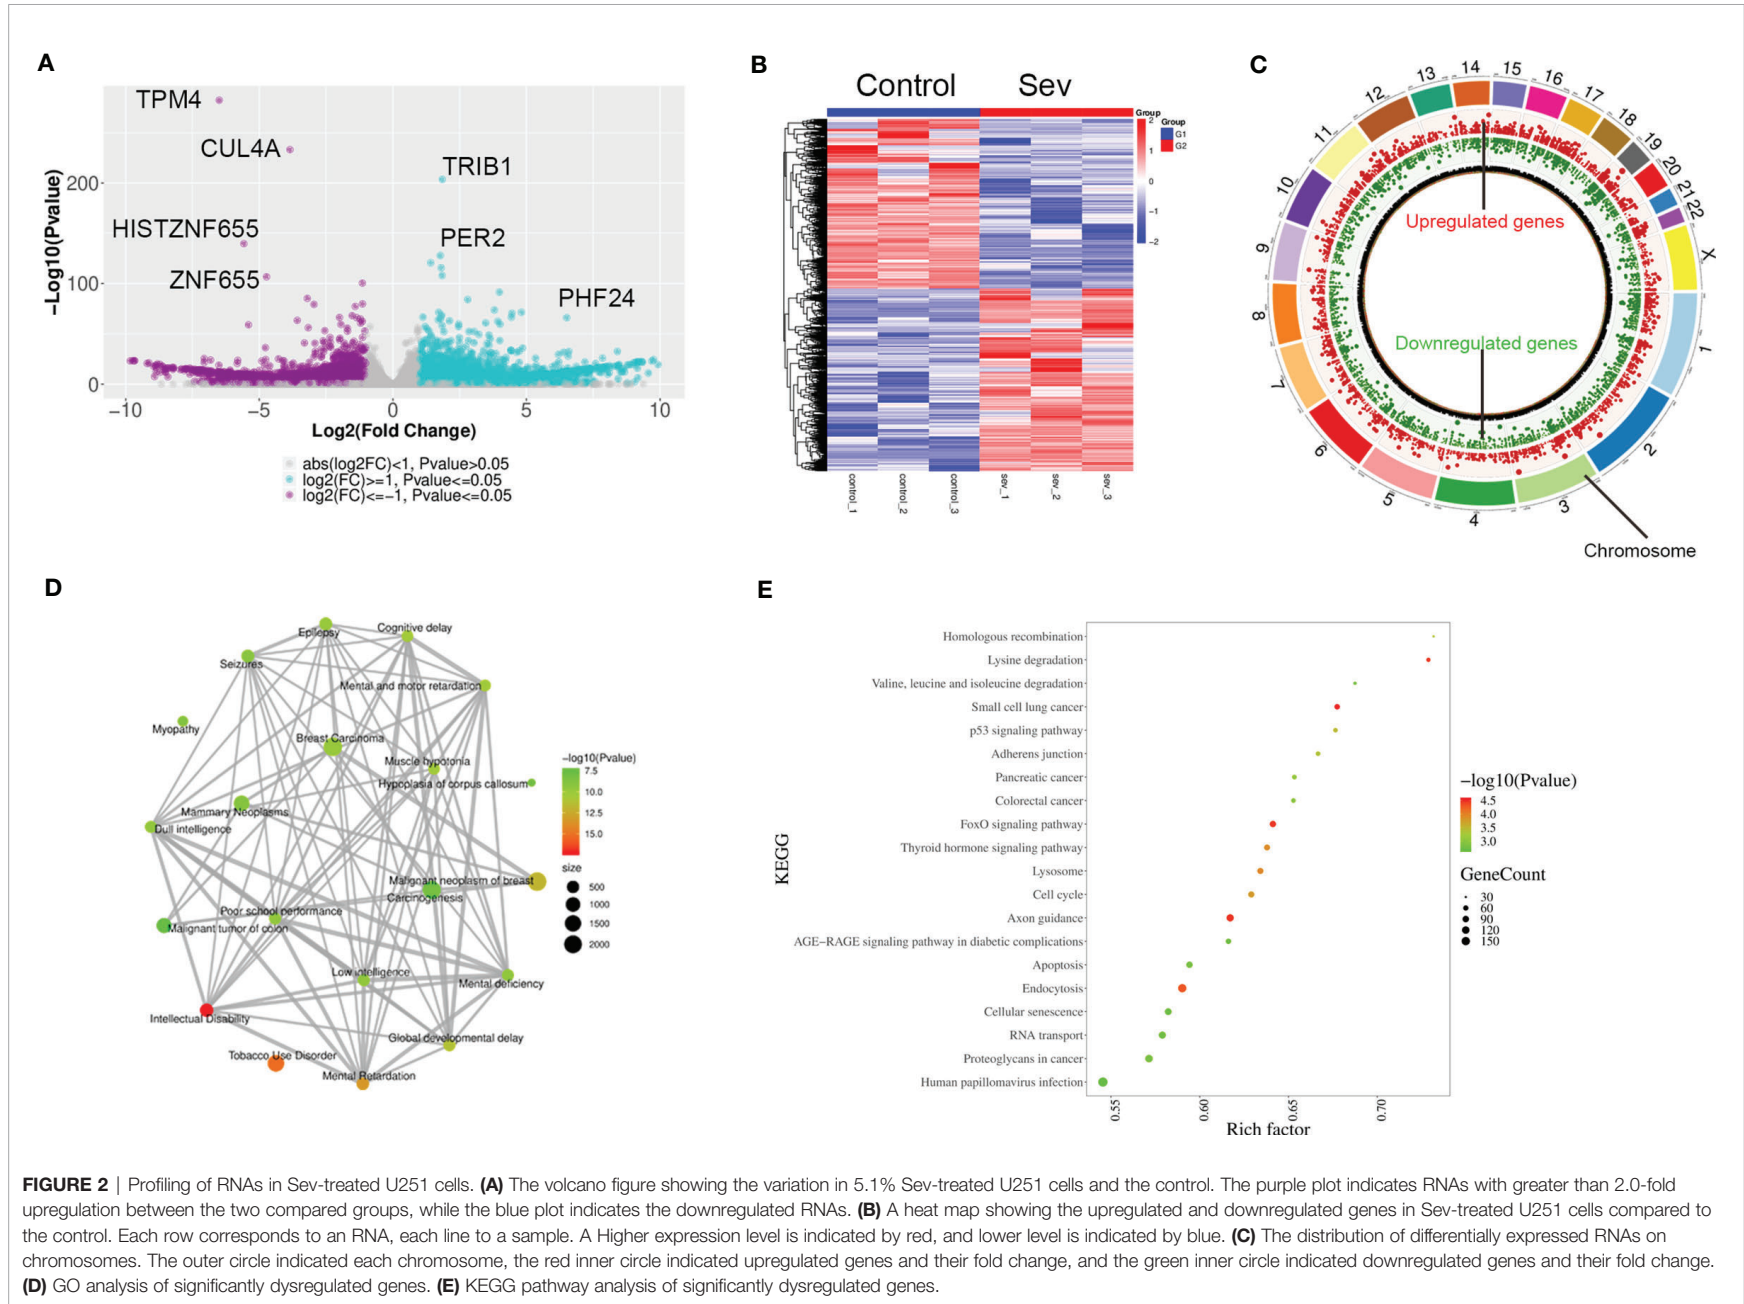 A
TPM4
CUL4A
TRIB1
HISTZNF655
PER2
ZNF655
PHF24
−Log10(Pvalue)
200
100
0
−10
−5
0
5
10
Log2(Fold Change)
abs(log2FC)<1, Pvalue>0.05
log2(FC)>=1, Pvalue<=0.05
log2(FC)<=−1, Pvalue<=0.05
B
Control
Sev
Group
2
1
0
−1
−2
Group
G1
G2
control_1
control_2
control_3
sev_1
sev_2
sev_3
C
1
2
3
4
5
6
7
8
9
10
11
12
13
14
15
16
17
18
19
20
21
22
X
Upregulated genes
Downregulated genes
Chromosome
D
Epilepsy
Cognitive delay
Seizures
Mental and motor retardation
Myopathy
Breast Carcinoma
Muscle hypotonia
Hypoplasia of corpus callosum
Mammary Neoplasms
Dull intelligence
Malignant neoplasm of breast
Carcinogenesis
Poor school performance
Malignant tumor of colon
Low intelligence
Mental deficiency
Intellectual Disability
Global developmental delay
Tobacco Use Disorder
Mental Retardation
−log10(Pvalue)
7.5
10.0
12.5
15.0
size
500
1000
1500
2000
E
KEGG
Homologous recombination
Lysine degradation
Valine, leucine and isoleucine degradation
Small cell lung cancer
p53 signaling pathway
Adherens junction
Pancreatic cancer
Colorectal cancer
FoxO signaling pathway
Thyroid hormone signaling pathway
Lysosome
Cell cycle
Axon guidance
AGE−RAGE signaling pathway in diabetic complications
Apoptosis
Endocytosis
Cellular senescence
RNA transport
Proteoglycans in cancer
Human papillomavirus infection
0.55
0.60
0.65
0.70
Rich factor
−log10(Pvalue)
4.5
4.0
3.5
3.0
GeneCount
30
60
90
120
150
FIGURE 2 | Profiling of RNAs in Sev-treated U251 cells. (A) The volcano figure showing the variation in 5.1% Sev-treated U251 cells and the control. The purple plot indicates RNAs with greater than 2.0-fold
upregulation between the two compared groups, while the blue plot indicates the downregulated RNAs. (B) A heat map showing the upregulated and downregulated genes in Sev-treated U251 cells compared to
the control. Each row corresponds to an RNA, each line to a sample. A Higher expression level is indicated by red, and lower level is indicated by blue. (C) The distribution of differentially expressed RNAs on
chromosomes. The outer circle indicated each chromosome, the red inner circle indicated upregulated genes and their fold change, and the green inner circle indicated downregulated genes and their fold change.
(D) GO analysis of significantly dysregulated genes. (E) KEGG pathway analysis of significantly dysregulated genes.